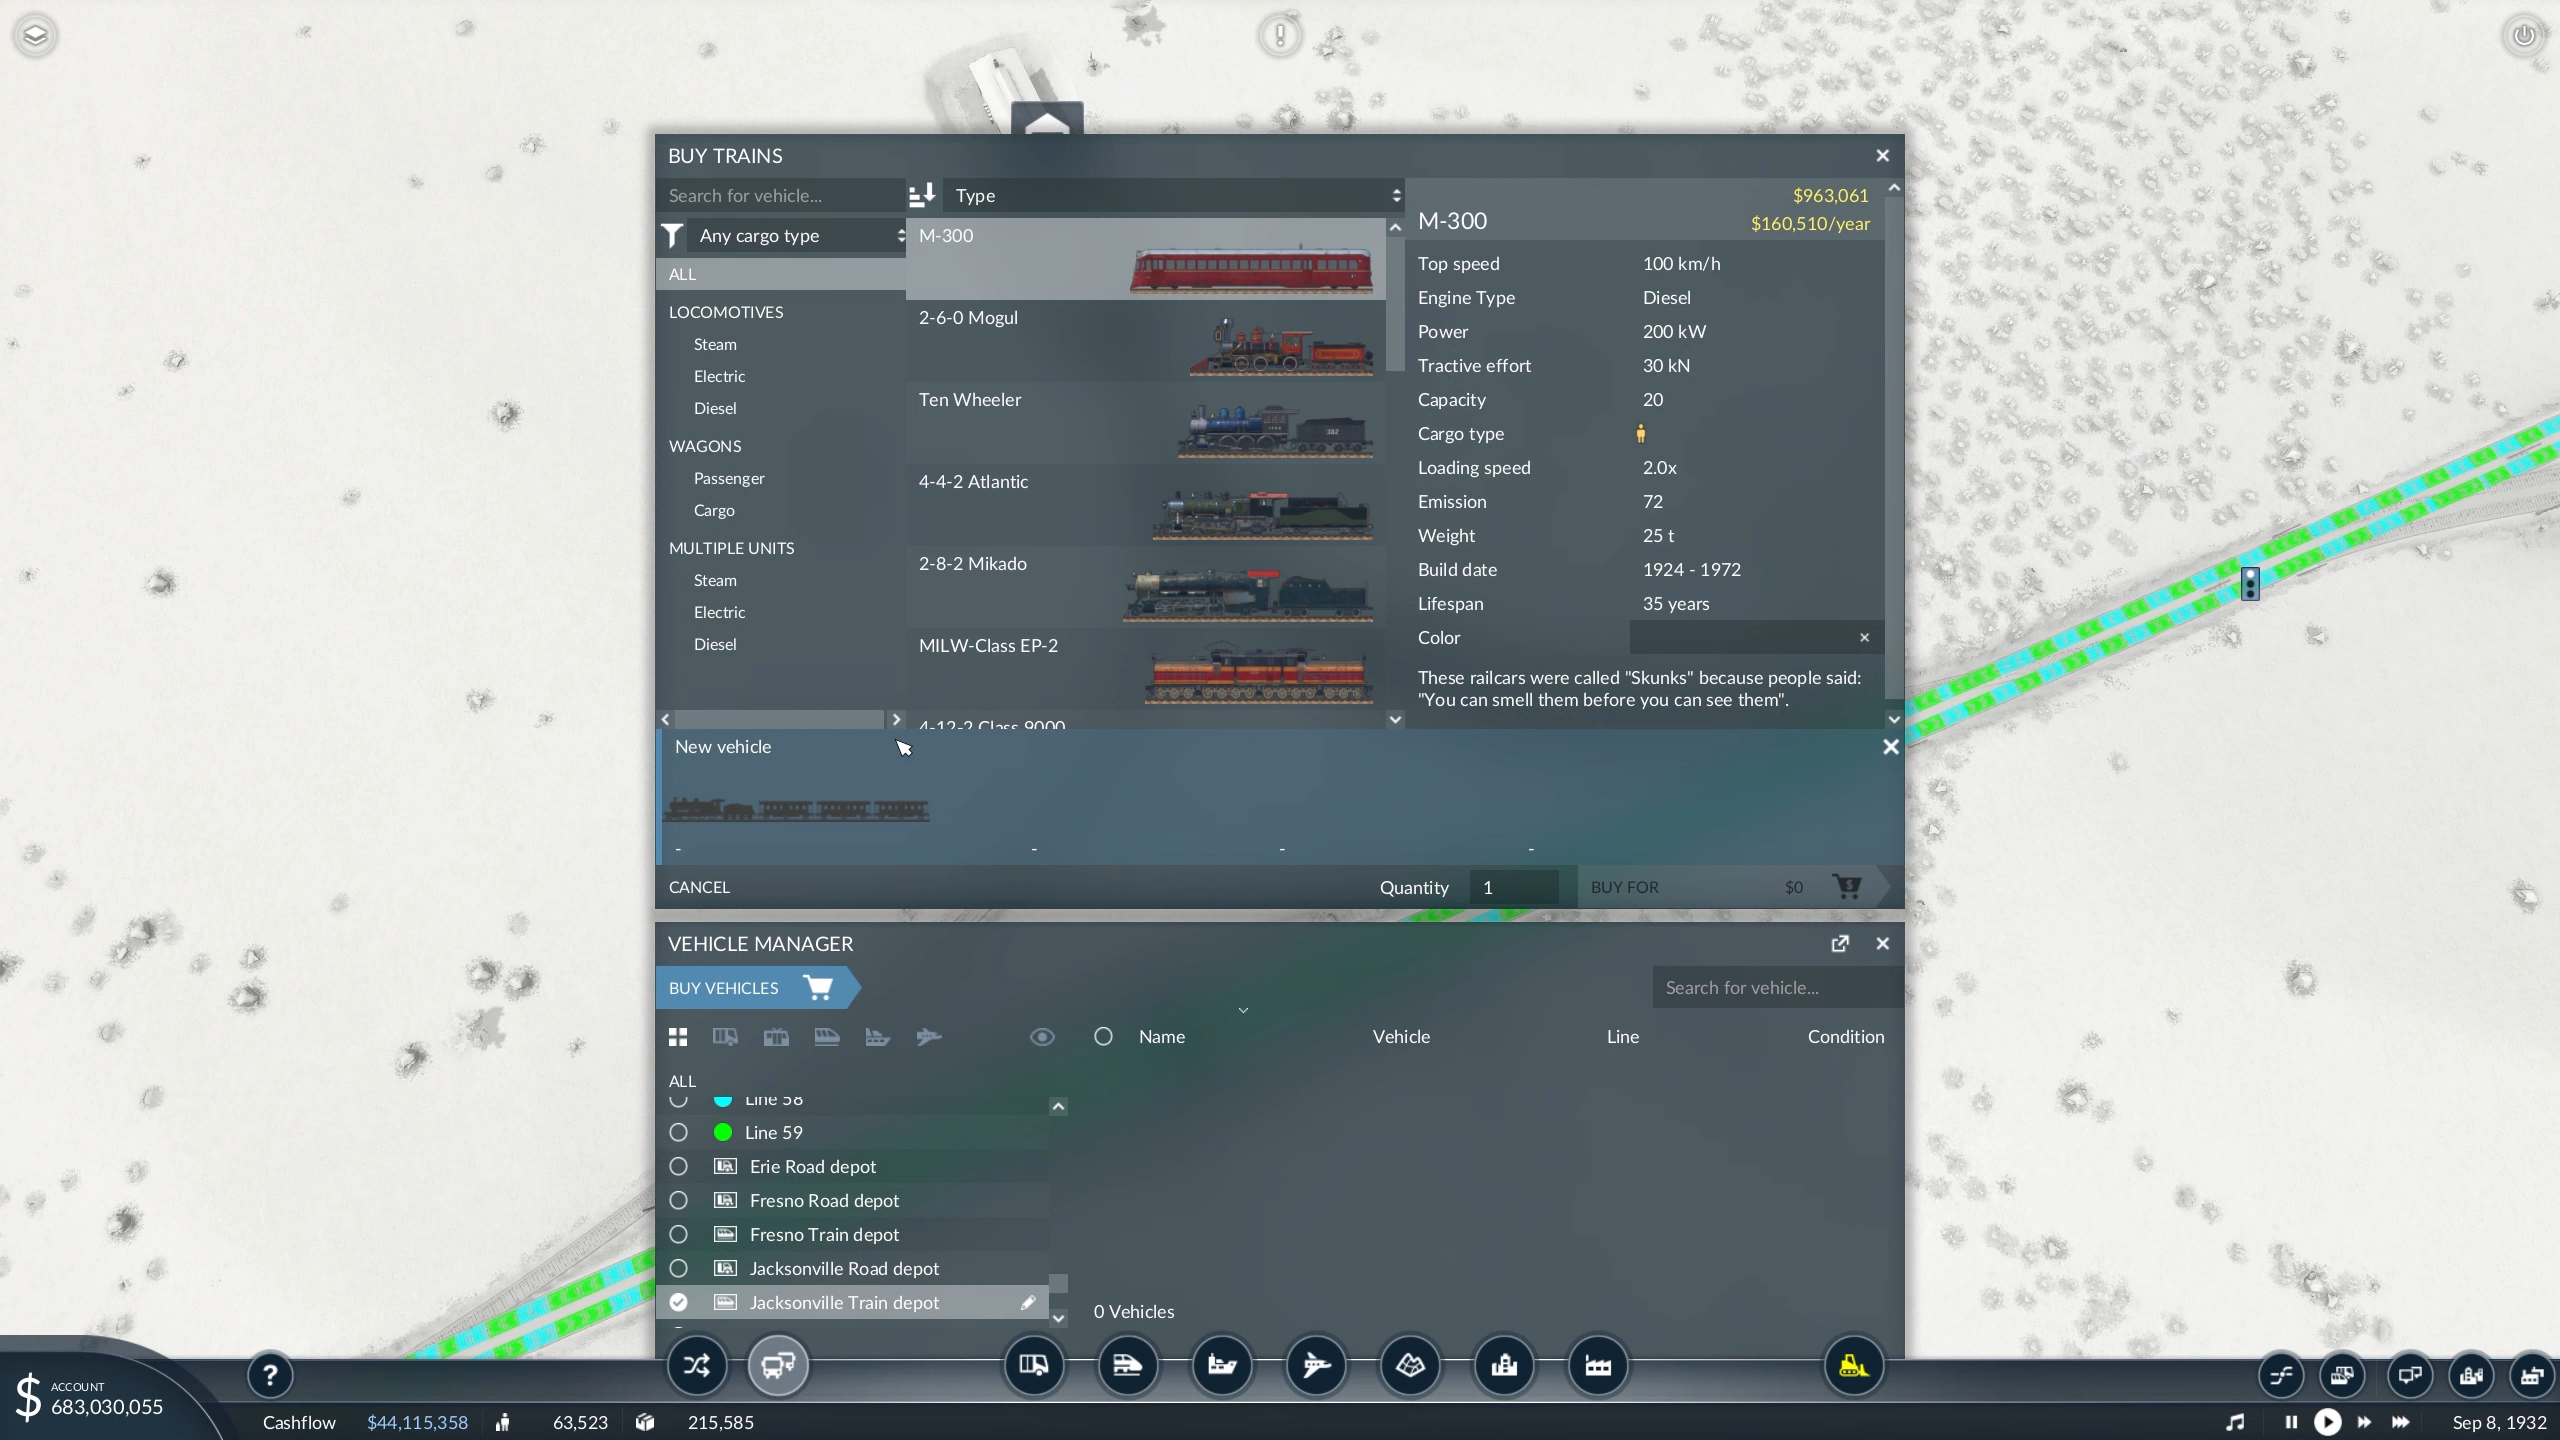 BUY TRAINS
Search for vehicle...
Type
$963,061
M-300
$160,510/year
Any cargo type
ALL
LOCOMOTIVES
Steam
Electric
Diesel
WAGONS
Passenger
Cargo
MULTIPLE UNITS
Steam
Electric
Diesel
M-300
2-6-0 Mogul
Ten Wheeler
4-4-2 Atlantic
2-8-2 Mikado
MILW-Class EP-2
4-12-2 Class 9000
Top speed 100 km/h
Engine Type Diesel
Power 200 kW
Tractive effort 30 kN
Capacity 20
Cargo type
Loading speed 2.0x
Emission 72
Weight 25 t
Build date 1924 - 1972
Lifespan 35 years
Color
These railcars were called "Skunks" because people said:
"You can smell them before you can see them".
New vehicle
- - - -
CANCEL Quantity 1 BUY FOR $0
VEHICLE MANAGER
BUY VEHICLES
Search for vehicle...
Name Vehicle Line Condition
ALL
Line 58
Line 59
Erie Road depot
Fresno Road depot
Fresno Train depot
Jacksonville Road depot
Jacksonville Train depot
0 Vehicles
?
$ ACCOUNT
683,030,055
Cashflow $44,115,358 63,523 215,585
Sep 8, 1932